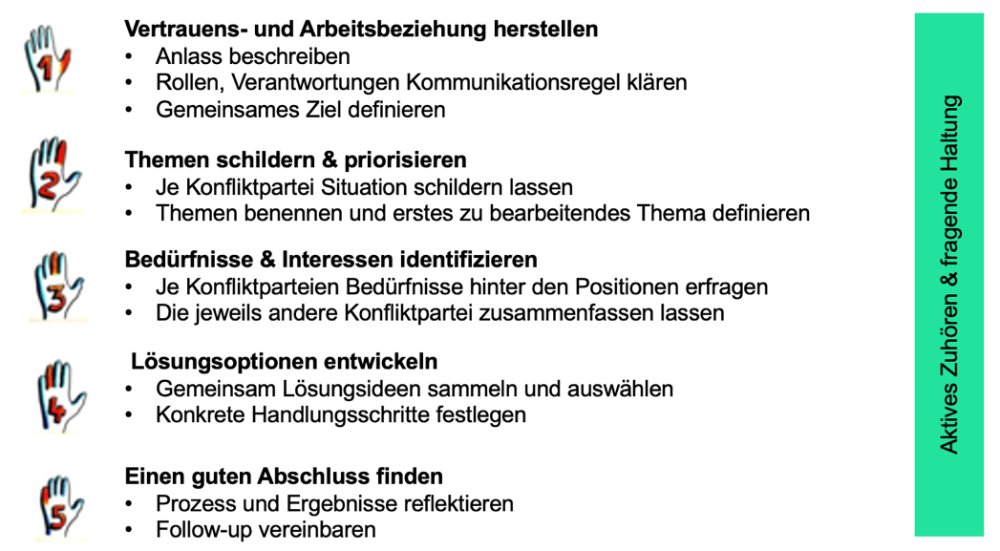 1
Vertrauens- und Arbeitsbeziehung herstellen
• Anlass beschreiben
• Rollen, Verantwortungen Kommunikationsregel klären
• Gemeinsames Ziel definieren
2
Themen schildern & priorisieren
• Je Konfliktpartei Situation schildern lassen
• Themen benennen und erstes zu bearbeitendes Thema definieren
3
Bedürfnisse & Interessen identifizieren
• Je Konfliktparteien Bedürfnisse hinter den Positionen erfragen
• Die jeweils andere Konfliktpartei zusammenfassen lassen
4
Lösungsoptionen entwickeln
• Gemeinsam Lösungsideen sammeln und auswählen
• Konkrete Handlungsschritte festlegen
5
Einen guten Abschluss finden
• Prozess und Ergebnisse reflektieren
• Follow-up vereinbaren
Aktives Zuhören & fragende Haltung